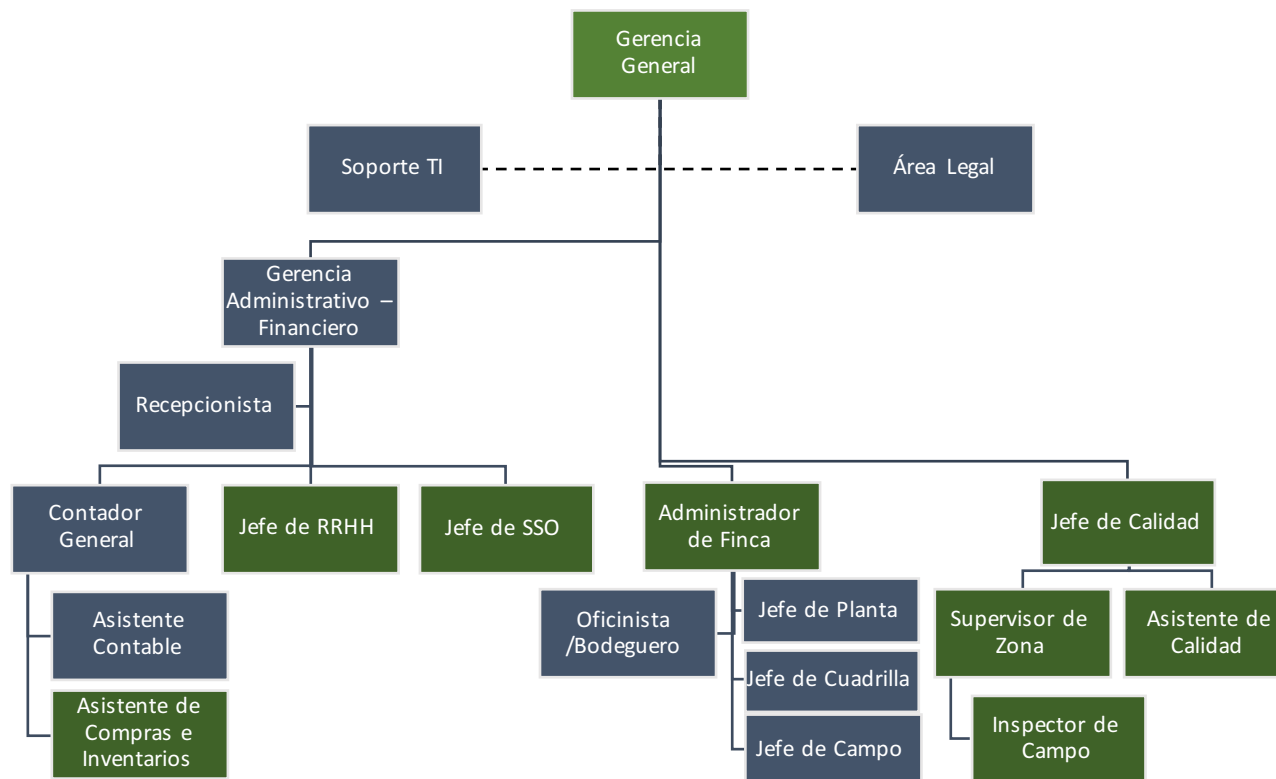 Gerencia
General
Soporte TI
Área Legal
Gerencia
Administrativo –
Financiero
Recepcionista
Contador
General
Jefe de RRHH
Jefe de SSO
Administrador
de Finca
Jefe de Calidad
Asistente
Contable
Oficinista
/Bodeguero
Jefe de Planta
Supervisor de
Zona
Asistente de
Calidad
Jefe de Cuadrilla
Asistente de
Compras e
Inventarios
Jefe de Campo
Inspector de
Campo